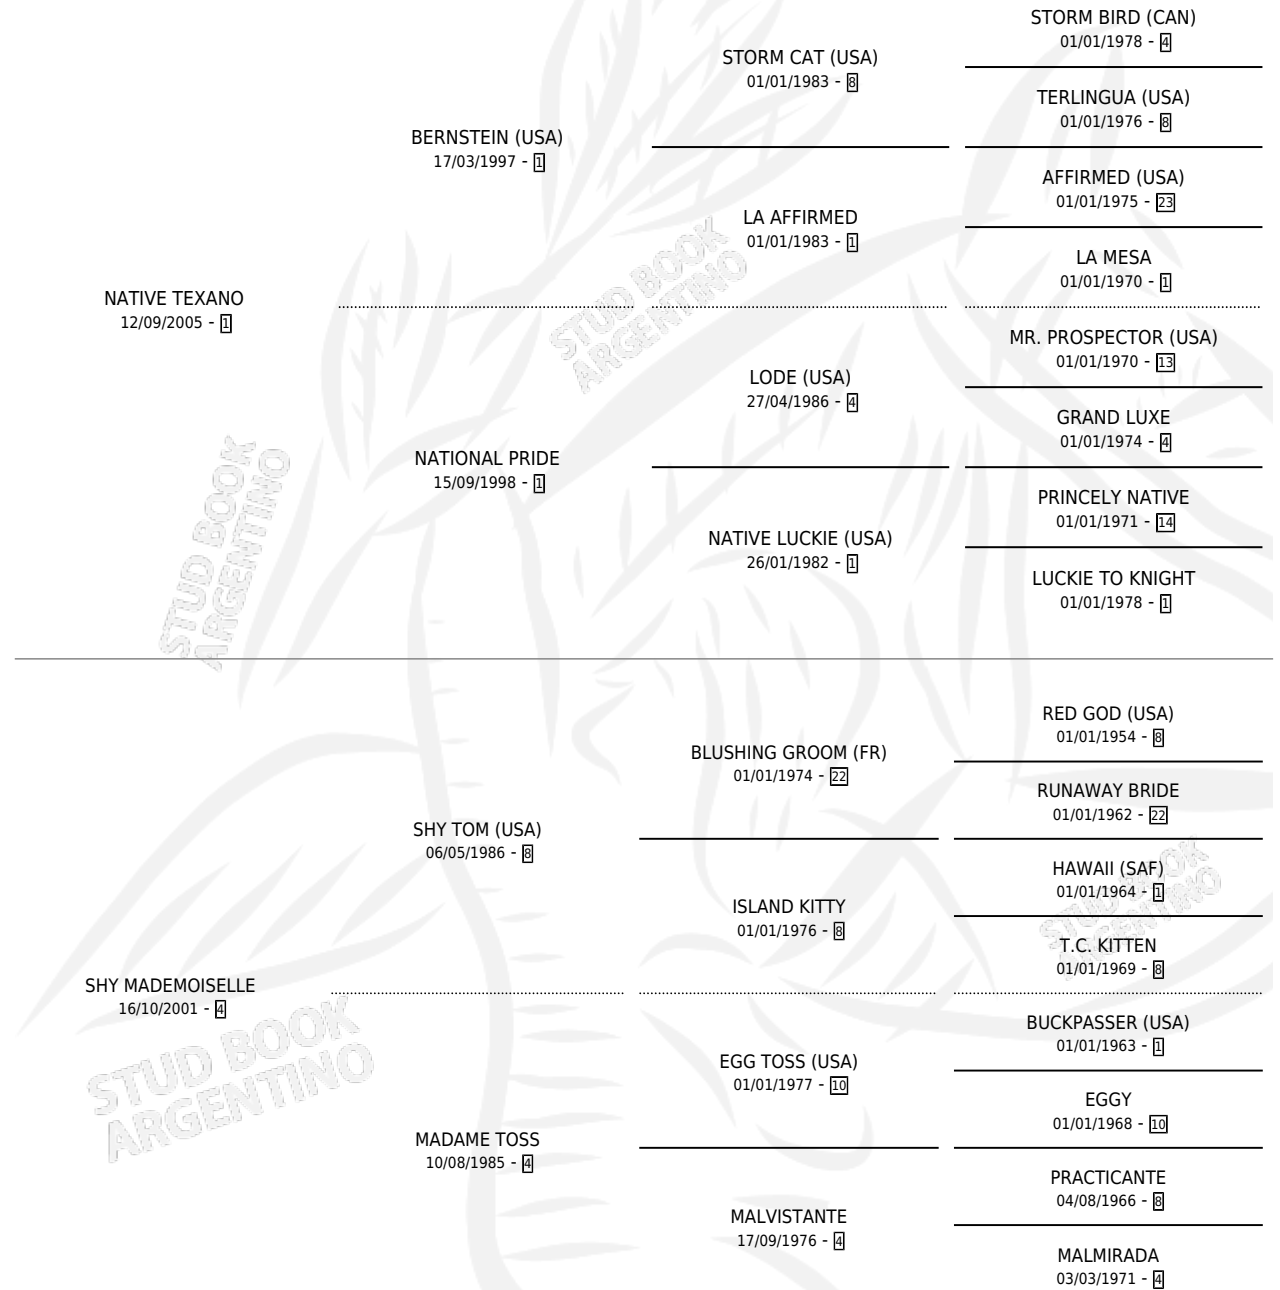 STORM BIRD (CAN)
01/01/1978 - 4
STORM CAT (USA)
01/01/1983 - 8
TERLINGUA (USA)
01/01/1976 - 8
BERNSTEIN (USA)
17/03/1997 - 1
AFFIRMED (USA)
01/01/1975 - 23
LA AFFIRMED
01/01/1983 - 1
LA MESA
01/01/1970 - 1
NATIVE TEXANO
12/09/2005 - 1
STUD BOOK
ARGENTINO
MR. PROSPECTOR (USA)
01/01/1970 - 13
LODE (USA)
27/04/1986 - 4
GRAND LUXE
01/01/1974 - 4
NATIONAL PRIDE
15/09/1998 - 1
PRINCELY NATIVE
01/01/1971 - 14
NATIVE LUCKIE (USA)
26/01/1982 - 1
LUCKIE TO KNIGHT
01/01/1978 - 1
STUD BOOK
ARGENTINO
RED GOD (USA)
01/01/1954 - 8
BLUSHING GROOM (FR)
01/01/1974 - 22
RUNAWAY BRIDE
01/01/1962 - 22
SHY TOM (USA)
06/05/1986 - 8
HAWAII (SAF)
01/01/1964 - 1
ISLAND KITTY
01/01/1976 - 8
STUD BOOK
ARGENTINO
T.C. KITTEN
01/01/1969 - 8
SHY MADEMOISELLE
16/10/2001 - 4
STUD BOOK
ARGENTINO
BUCKPASSER (USA)
01/01/1963 - 1
EGG TOSS (USA)
01/01/1977 - 10
EGGY
01/01/1968 - 10
MADAME TOSS
10/08/1985 - 4
PRACTICANTE
04/08/1966 - 8
MALVISTANTE
17/09/1976 - 4
MALMIRADA
03/03/1971 - 4